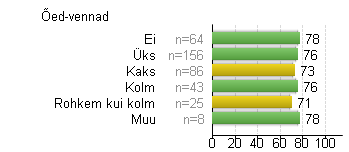 Õed-vennad
Ei n=64 78
Üks n=156 76
Kaks n=86 73
Kolm n=43 76
Rohkem kui kolm n=25 71
Muu n=8 78
0 20 40 60 80 100